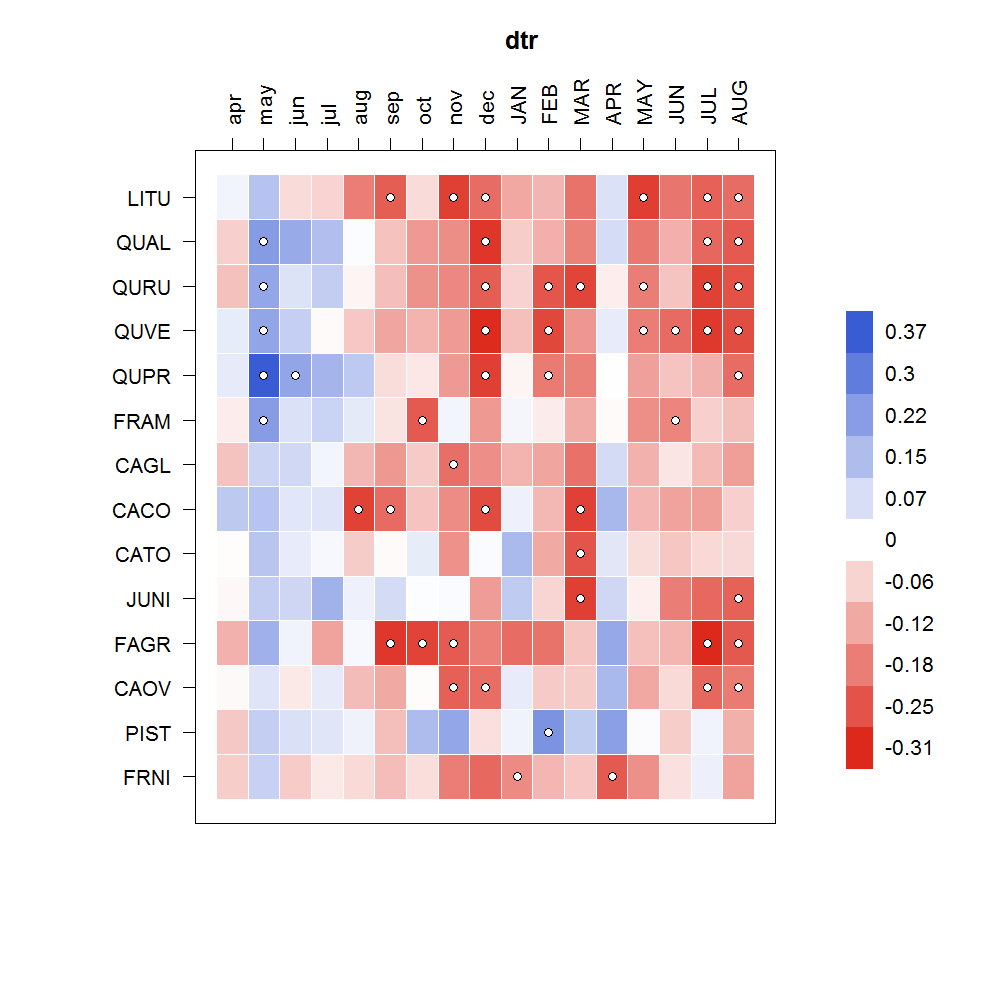 dtr
apr may jun jul aug sep oct nov dec JAN FEB MAR APR MAY JUN JUL AUG
LITU
QUAL
QURU
QUVE
QUPR
FRAM
CAGL
CACO
CATO
JUNI
FAGR
CAOV
PIST
FRNI
0.37
0.3
0.22
0.15
0.07
0
-0.06
-0.12
-0.18
-0.25
-0.31